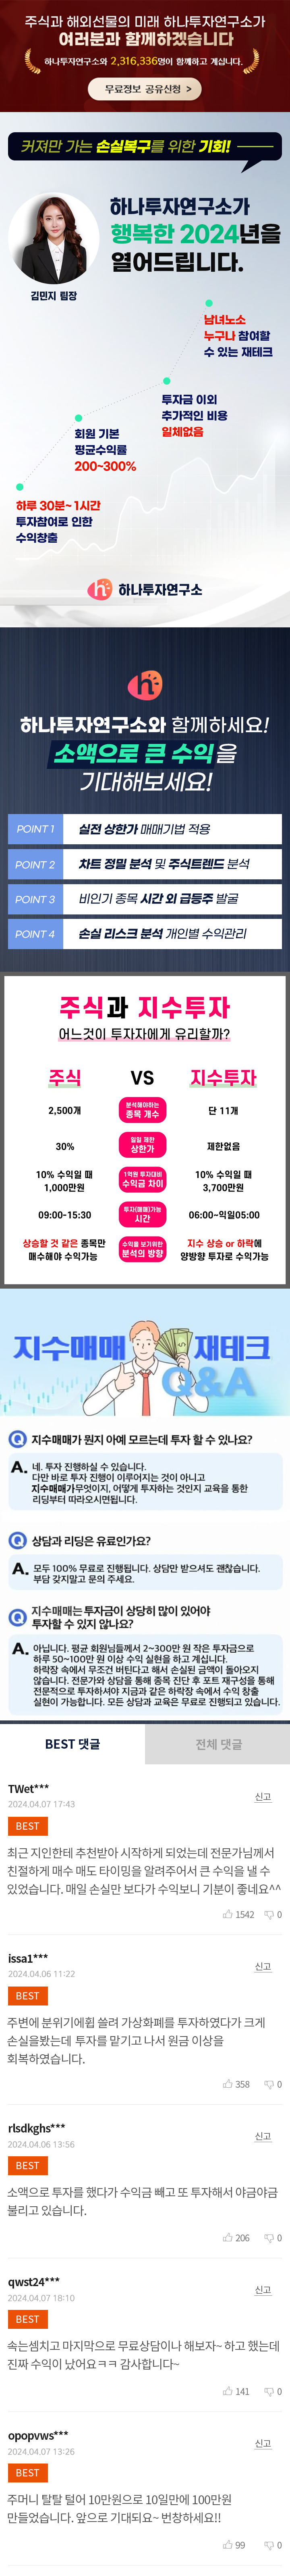 주식과 해외선물의 미래 하나투자연구소가
여러분과 함께하겠습니다
하나투자연구소와 2,316,336명이 함께하고 계십니다.
무료정보 공유신청 >
커져만 가는 손실복구를 위한 기회!
하나투자연구소가
행복한 2024년을
열어드립니다.
김민지 팀장
남녀노소
누구나 참여할
수 있는 재테크
투자금 이외
추가적인 비용
일체없음
회원 기본
평균수익률
200~300%
하루 30분~ 1시간
투자참여로 인한
수익창출
하나투자연구소
하나투자연구소와 함께하세요!
소액으로 큰 수익을
기대해보세요!
POINT 1 실전 상한가 매매기법 적용
POINT 2 차트 정밀 분석 및 주식트렌드 분석
POINT 3 비인기 종목 시간 외 급등주 발굴
POINT 4 손실 리스크 분석 개인별 수익관리
주식과 지수투자
어느것이 투자자에게 유리할까?
주식 VS 지수투자
2,500개 분석해야하는 종목 개수 단 11개
30% 일일 제한 상한가 제한없음
10% 수익일 때 1,000만원 1억원 투자대비 수익금 차이 10% 수익일 때 3,700만원
09:00-15:30 투자(매매)가능 시간 06:00~익일05:00
상승할 것 같은 종목만 매수해야 수익가능 수익을 보기위한 분석의 방향 지수 상승 or 하락에 양방향 투자로 수익가능
지수매매 재테크
Q&A
Q 지수매매가 뭔지 아예 모르는데 투자 할 수 있나요?
A. 네. 투자 진행하실 수 있습니다.
다만 바로 투자 진행이 이루어지는 것이 아니고
지수매매가무엇이지, 어떻게 투자하는 것인지 교육을 통한
리딩부터 따라오시면됩니다.
Q 상담과 리딩은 유료인가요?
A. 모두 100% 무료로 진행됩니다. 상담만 받으셔도 괜찮습니다.
부담 갖지말고 문의 주세요.
Q 지수매매는 투자금이 상당히 많이 있어야
투자할 수 있지 않나요?
A. 아닙니다. 평균 회원님들께서 2~300만 원 작은 투자금으로
하루 50~100만 원 이상 수익 실현을 하고 계십니다.
하락장 속에서 무조건 버틴다고 해서 손실된 금액이 돌아오지
않습니다. 전문가와 상담을 통해 종목 진단 후 포트 재구성을 통해
전문적으로 투자하셔야 지금과 같은 하락장 속에서 수익 창출
실현이 가능합니다. 모든 상담과 교육은 무료로 진행되고 있습니다.
BEST 댓글 전체 댓글
TWet***
신고
2024.04.07 17:43
BEST
최근 지인한테 추천받아 시작하게 되었는데 전문가님께서
친절하게 매수 매도 타이밍을 알려주어서 큰 수익을 낼 수
있었습니다. 매일 손실만 보다가 수익보니 기분이 좋네요^^
1542 0
issa1***
신고
2024.04.06 11:22
BEST
주변에 분위기에휩 쓸려 가상화폐를 투자하였다가 크게
손실을봤는데 투자를 맡기고 나서 원금 이상을
회복하였습니다.
358 0
rlsdkghs***
신고
2024.04.06 13:56
BEST
소액으로 투자를 했다가 수익금 빼고 또 투자해서 야금야금
불리고 있습니다.
206 0
qwst24***
신고
2024.04.07 18:10
BEST
속는셈치고 마지막으로 무료상담이나 해보자~ 하고 했는데
진짜 수익이 났어요ㅋㅋ 감사합니다~
141 0
opopvws***
신고
2024.04.07 13:26
BEST
주머니 탈탈 털어 10만원으로 10일만에 100만원
만들었습니다. 앞으로 기대되요~ 번창하세요!!
99 0